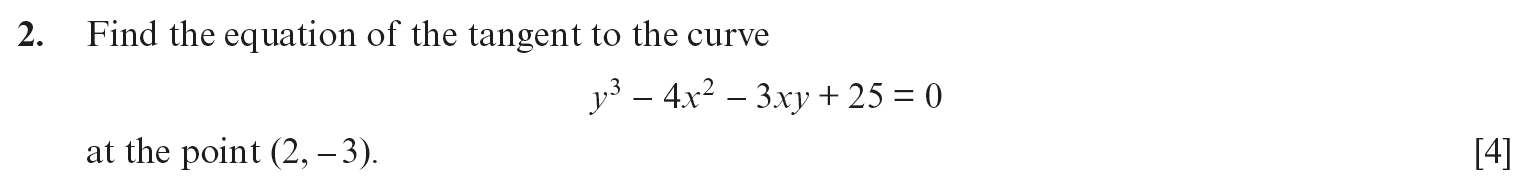 2. Find the equation of the tangent to the curve
y³ – 4x² – 3xy + 25 = 0
at the point (2, –3). [4]